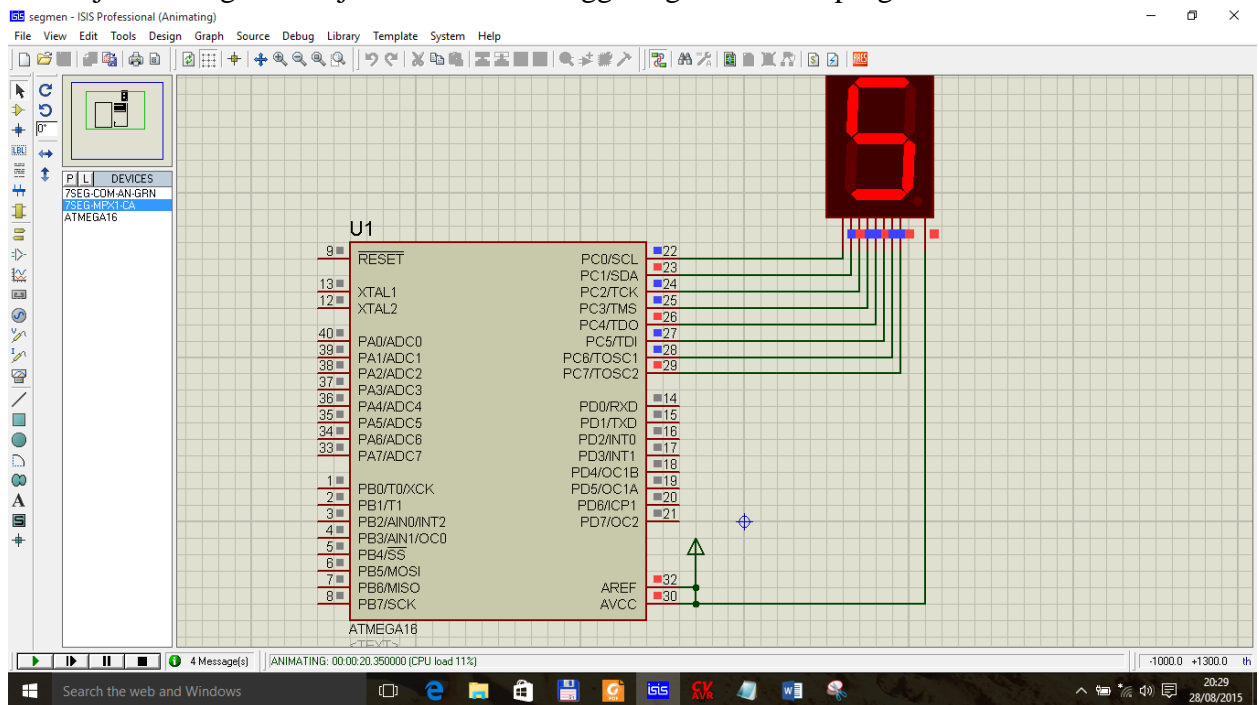 segmen - ISIS Professional (Animating)
File View Edit Tools Design Graph Source Debug Library Template System Help
0°
LBL
P L DEVICES
7SEG-COM-AN-GRN
7SEG-MPX1-CA
ATMEGA16
U1
9 RESET PC0/SCL 22
PC1/SDA 23
13 XTAL1 PC2/TCK 24
12 XTAL2 PC3/TMS 25
PC4/TDO 26
40 PA0/ADC0 PC5/TDI 27
39 PA1/ADC1 PC6/TOSC1 28
38 PA2/ADC2 PC7/TOSC2 29
37 PA3/ADC3
36 PA4/ADC4 PD0/RXD 14
35 PA5/ADC5 PD1/TXD 15
34 PA6/ADC6 PD2/INT0 16
33 PA7/ADC7 PD3/INT1 17
PD4/OC1B 18
1 PB0/T0/XCK PD5/OC1A 19
2 PB1/T1 PD6/ICP1 20
3 PB2/AIN0/INT2 PD7/OC2 21
4 PB3/AIN1/OC0
5 PB4/SS
6 PB5/MOSI
7 PB6/MISO AREF 32
8 PB7/SCK AVCC 30
ATMEGA16
<TEXT>
5
4 Message(s) ANIMATING: 00:00:20.350000 (CPU load 11%) -1000.0 +1300.0 th
Search the web and Windows
20:29
28/08/2015